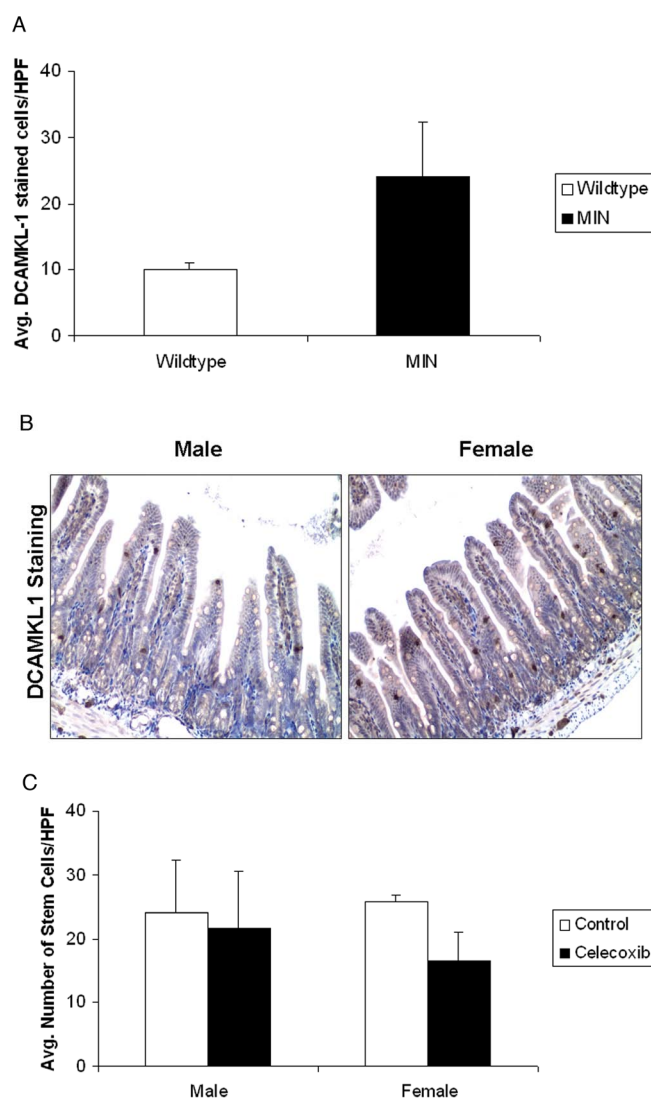 A
Avg. DCAMKL-1 stained cells/HPF
40
30
20
10
0
Wildtype
MIN
Wildtype
MIN
B
Male
Female
DCAMKL1 Staining
C
Avg. Number of Stem Cells/HPF
40
30
20
10
0
Male
Female
Control
Celecoxib